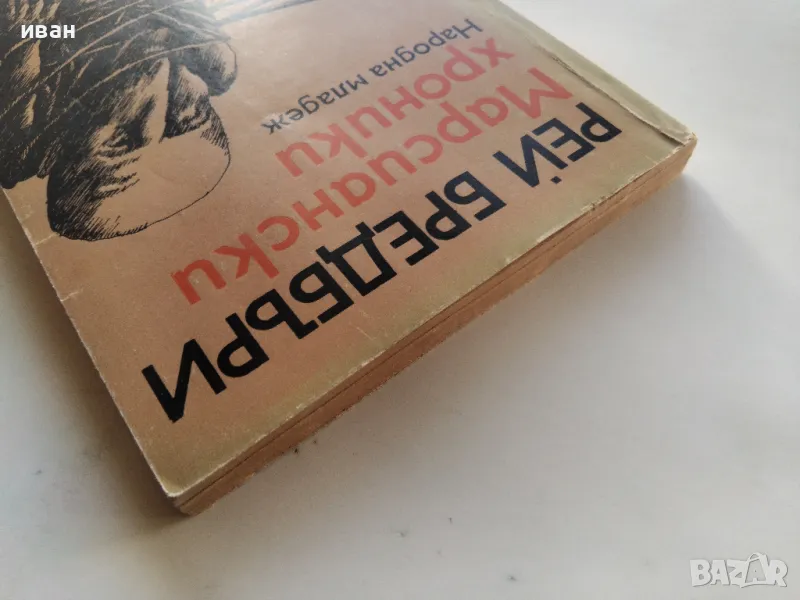 иван
РЕЙ БРЕДБЪРИ
Марсиански
хроники
Народна младеж
BAZAR